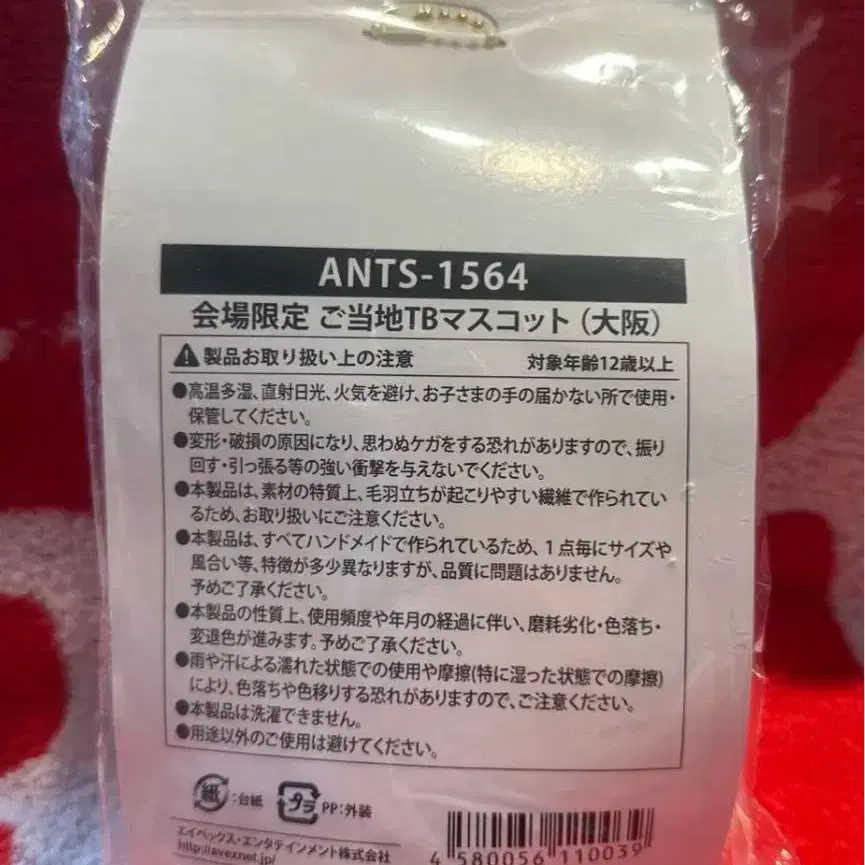 ANTS-1564
会場限定 ご当地TBマスコット（大阪）
製品お取り扱い上の注意 対象年齢12歳以上
●高温多湿、直射日光、火気を避け、お子さまの手の届かない所で使用・
保管してください。
●変形・破損の原因になり、思わぬケガをする恐れがありますので、振り
回す・引っ張る等の強い衝撃を与えないでください。
●本製品は、素材の特質上、毛羽立ちが起こりやすい繊維で作られてい
るため、お取り扱いにご注意ください。
●本製品は、すべてハンドメイドで作られているため、1点毎にサイズや
風合い等、特徴が多少異なりますが、品質に問題はありません。
予めご了承ください。
●本製品の性質上、使用頻度や年月の経過に伴い、磨耗劣化・色落ち・
変退色が進みます。予めご了承ください。
●雨や汗による濡れた状態での使用や摩擦(特に湿った状態での摩擦)
により、色落ちや色移りする恐れがありますので、ご注意ください。
●本製品は洗濯できません。
●用途以外のご使用は避けてください。
紙 :台紙 プラ PP:外装
エイベックス・エンタテインメント株式会社
http://avexnet.jp/
4 580056 110039